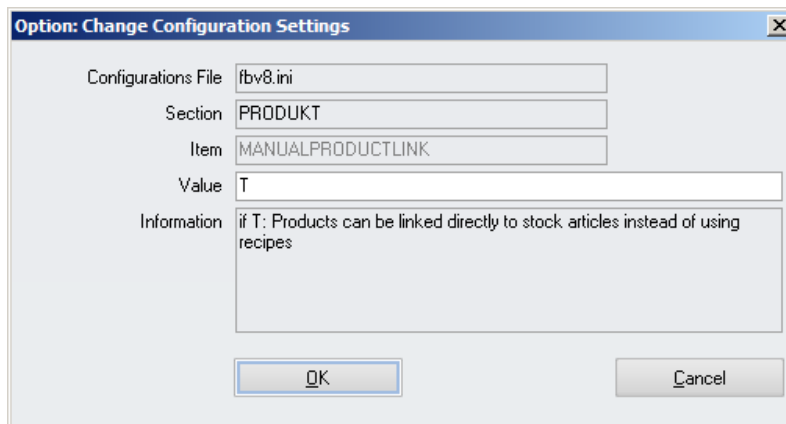 Option: Change Configuration Settings
Configurations File fbv8.ini
Section PRODUKT
Item MANUALPRODUCTLINK
Value T
Information if T: Products can be linked directly to stock articles instead of using
recipes
OK Cancel